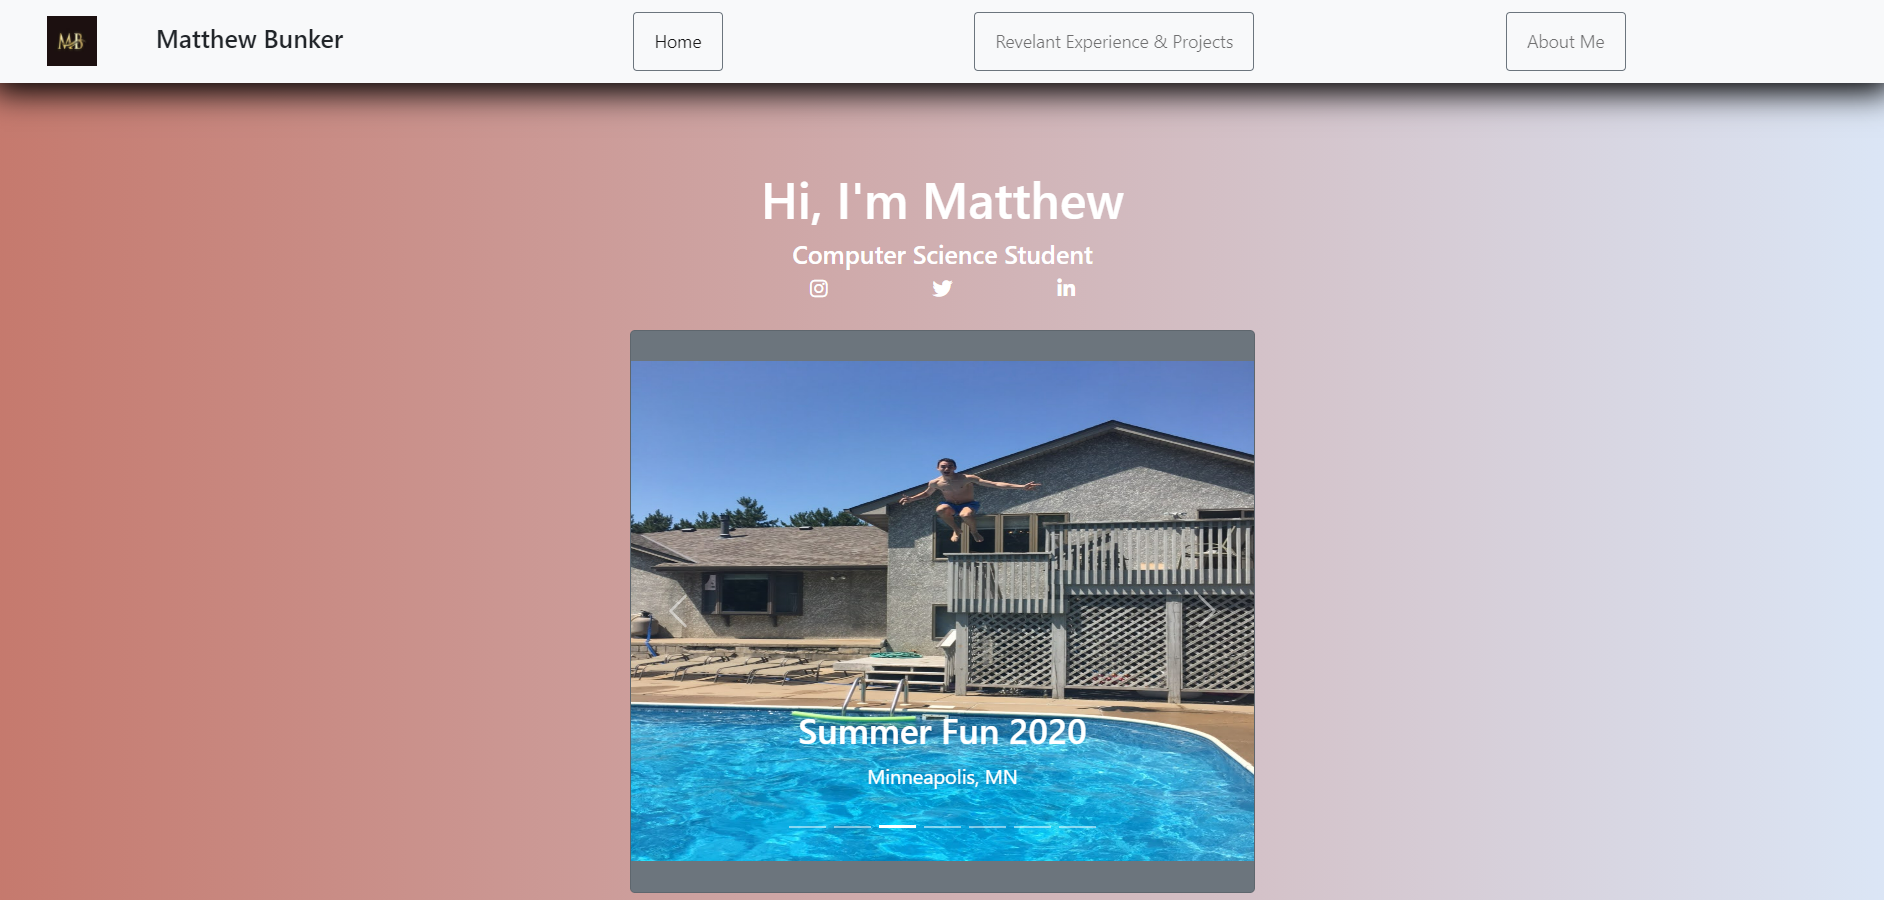 MB
Matthew Bunker
Home
Revelant Experience & Projects
About Me
Hi, I'm Matthew
Computer Science Student
Summer Fun 2020
Minneapolis, MN